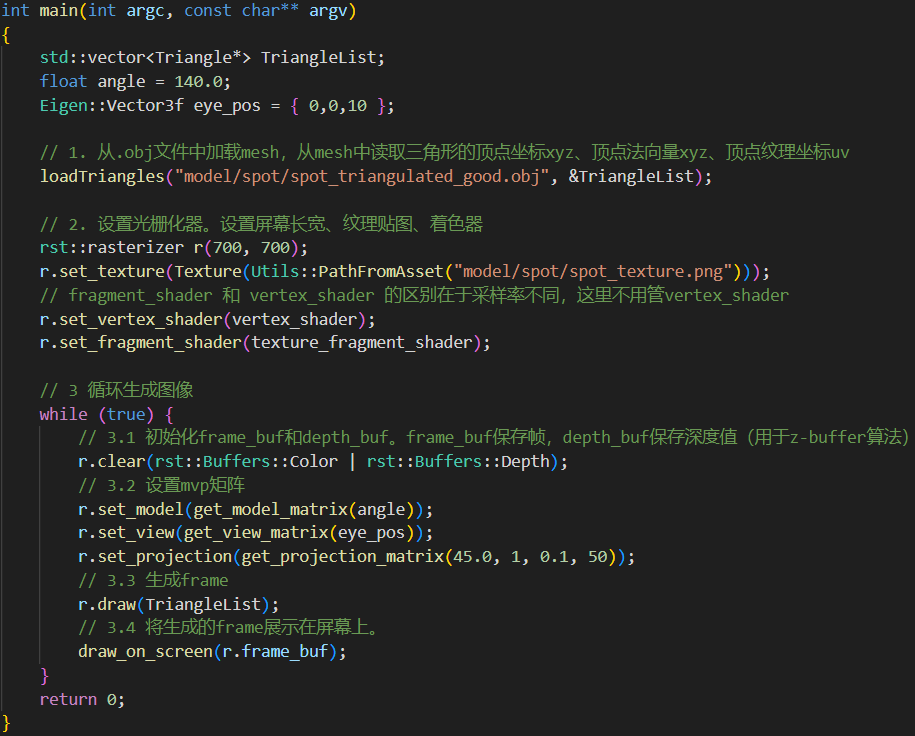 int main(int argc, const char** argv)
{
    std::vector<Triangle*> TriangleList;
    float angle = 140.0;
    Eigen::Vector3f eye_pos = { 0,0,10 };

    // 1. 从.obj文件中加载mesh，从mesh中读取三角形的顶点坐标xyz、顶点法向量xyz、顶点纹理坐标uv
    loadTriangles("model/spot/spot_triangulated_good.obj", &TriangleList);

    // 2. 设置光栅化器。设置屏幕长宽、纹理贴图、着色器
    rst::rasterizer r(700, 700);
    r.set_texture(Texture(Utils::PathFromAsset("model/spot/spot_texture.png")));
    // fragment_shader 和 vertex_shader 的区别在于采样率不同，这里不用管vertex_shader
    r.set_vertex_shader(vertex_shader);
    r.set_fragment_shader(texture_fragment_shader);

    // 3 循环生成图像
    while (true) {
        // 3.1 初始化frame_buf和depth_buf。frame_buf保存帧，depth_buf保存深度值（用于z-buffer算法）
        r.clear(rst::Buffers::Color | rst::Buffers::Depth);
        // 3.2 设置mvp矩阵
        r.set_model(get_model_matrix(angle));
        r.set_view(get_view_matrix(eye_pos));
        r.set_projection(get_projection_matrix(45.0, 1, 0.1, 50));
        // 3.3 生成frame
        r.draw(TriangleList);
        // 3.4 将生成的frame展示在屏幕上。
        draw_on_screen(r.frame_buf);
    }
    return 0;
}